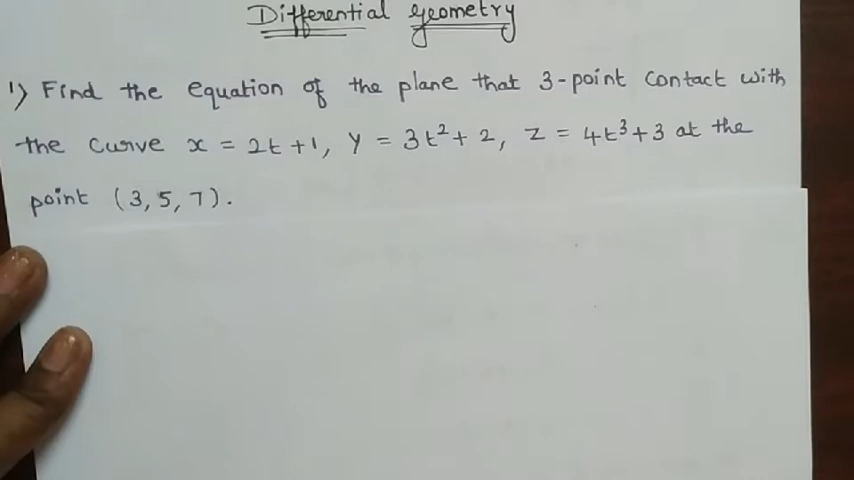 Differential geometry
1) Find the equation of the plane that 3-point contact with
the curve x = 2t +1, y = 3t² + 2, z = 4t³ + 3 at the
point (3, 5, 7).